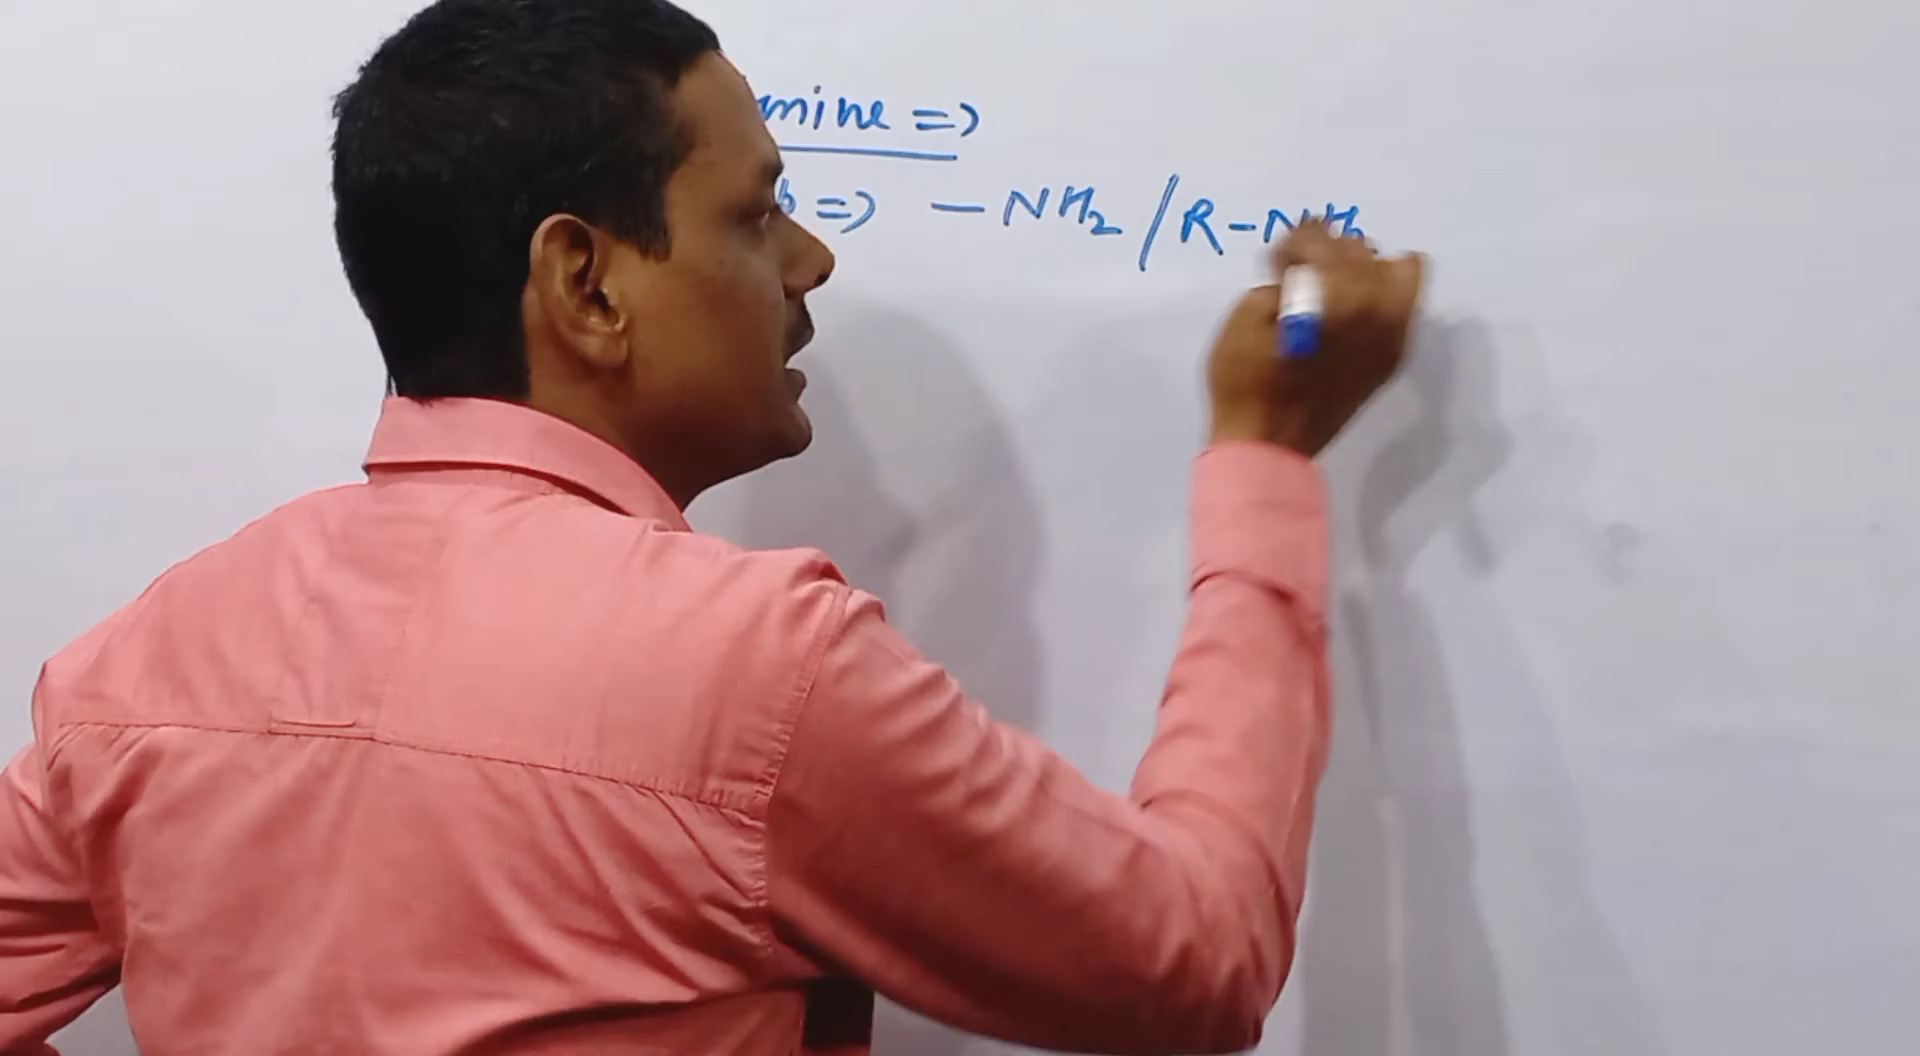 mine =>
=> - NH₂ / R - NH₂